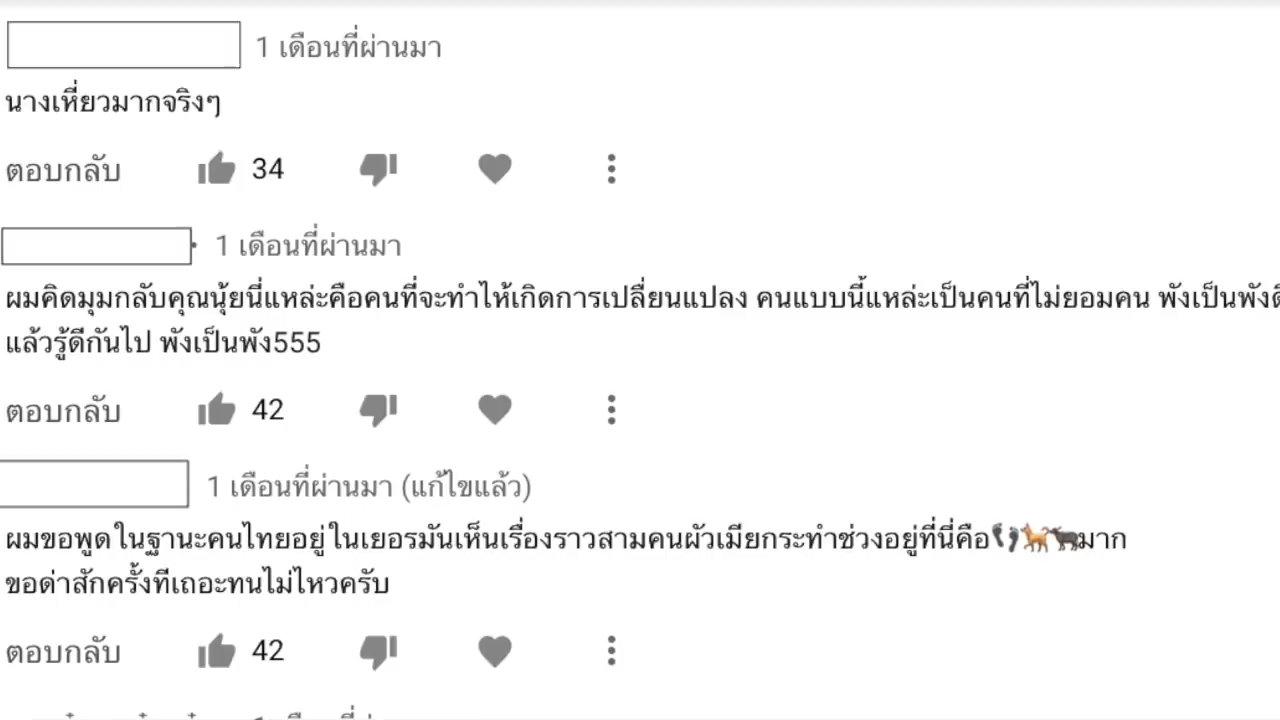 1 เดือนที่ผ่านมา
นางเหี่ยวมากจริงๆ
ตอบกลับ 34
1 เดือนที่ผ่านมา
ผมคิดมุมกลับคุณนุ้ยนี่แหล่ะคือคนที่จะทำไห้เกิดการเปลี่ยนแปลง คนแบบนี้แหล่ะเป็นคนที่ไม่ยอมคน พังเป็นพัง
แล้วรู้ดีกันไป พังเป็นพัง555
ตอบกลับ 42
1 เดือนที่ผ่านมา (แก้ไขแล้ว)
ผมขอพูดในฐานะคนไทยอยู่ในเยอรมันเห็นเรื่องราวสามคนผัวเมียกระทำช่วงอยู่ที่นี่คือ👣🐕🐃มาก
ขอด่าสักครั้งทีเถอะทนไม่ไหวครับ
ตอบกลับ 42